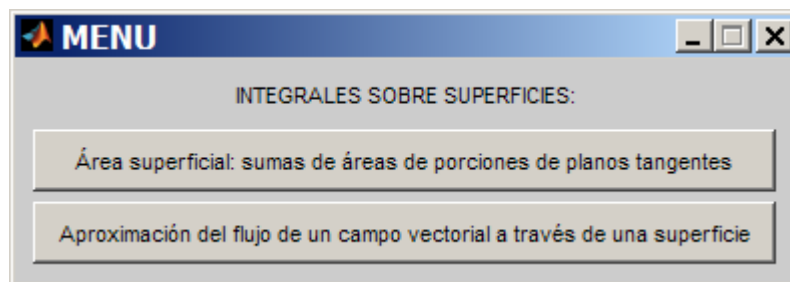 MENU
INTEGRALES SOBRE SUPERFICIES:
Área superficial: sumas de áreas de porciones de planos tangentes
Aproximación del flujo de un campo vectorial a través de una superficie